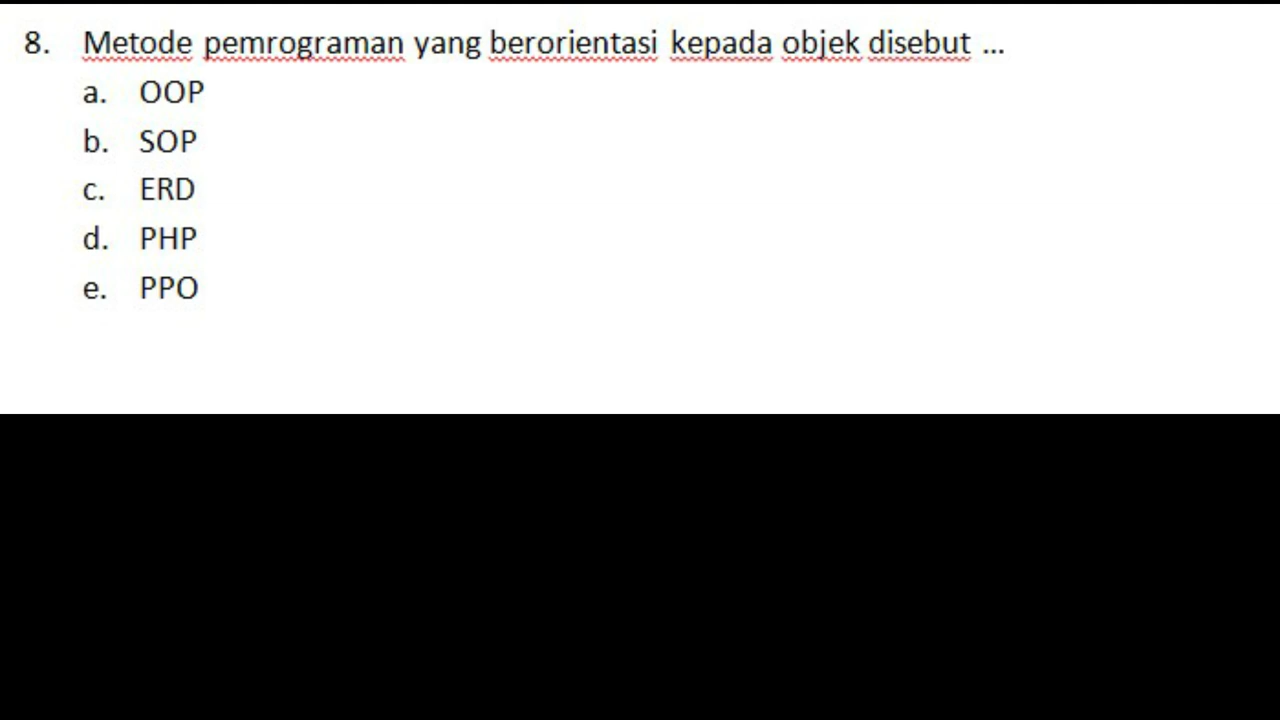 8. Metode pemrograman yang berorientasi kepada objek disebut ...
a. OOP
b. SOP
c. ERD
d. PHP
e. PPO